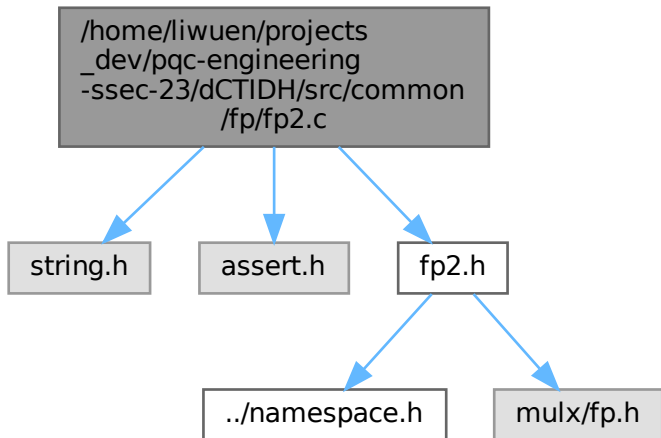 /home/liwuen/projects
_dev/pqc-engineering
-ssec-23/dCTIDH/src/common
/fp/fp2.c
string.h
assert.h
fp2.h
../namespace.h
mulx/fp.h